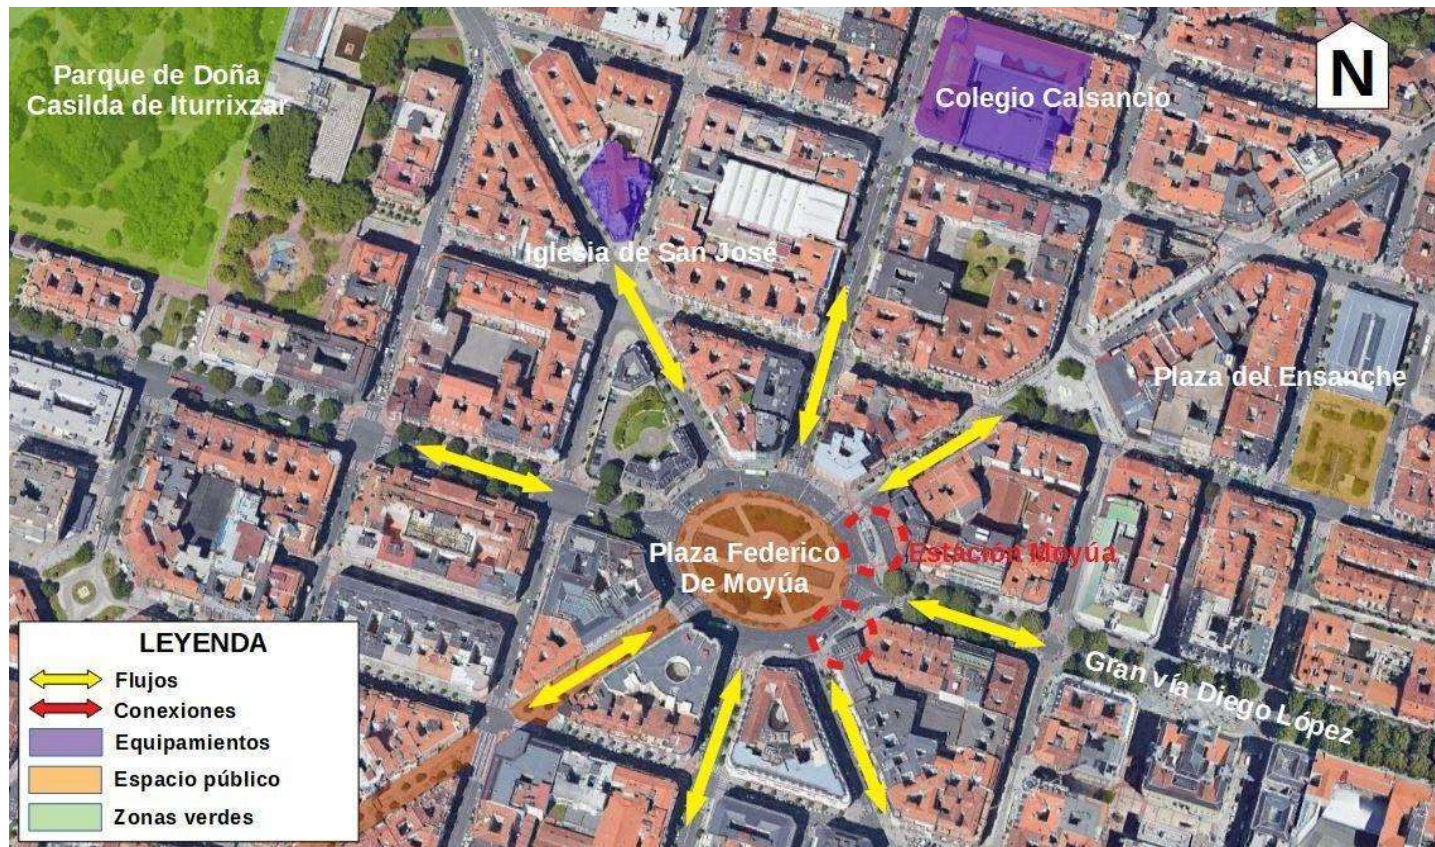 Parque de Doña
Casilda de Iturrixzar
Colegio Calsancio
N
Iglesia de San José
Plaza del Ensanche
Plaza Federico
De Moyúa
Estación Moyúa
Gran vía Diego López
LEYENDA
Flujos
Conexiones
Equipamientos
Espacio público
Zonas verdes